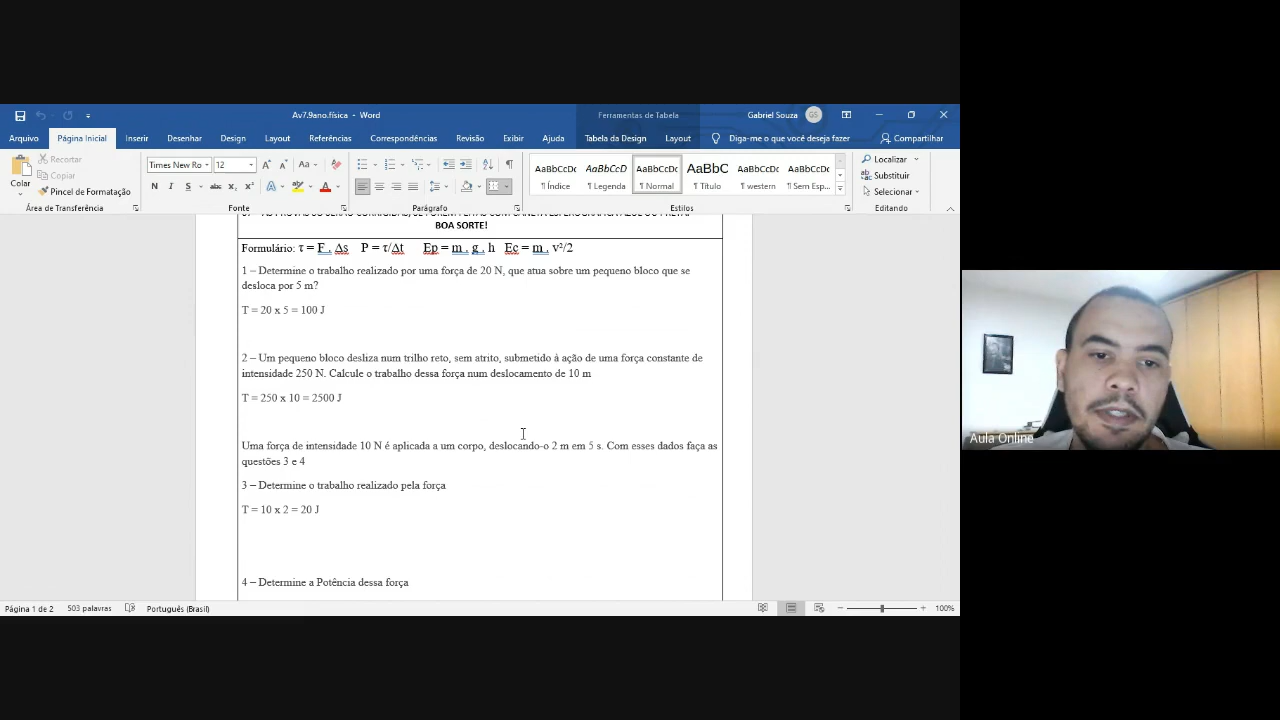 Av7.9ano.física - Word
Ferramentas de Tabela
Gabriel Souza
GS
Arquivo
Página Inicial
Inserir
Desenhar
Design
Layout
Referências
Correspondências
Revisão
Exibir
Ajuda
Tabela da Design
Layout
Diga-me o que você deseja fazer
Compartilhar
Colar
Recortar
Copiar
Pincel de Formatação
Área de Transferência
Times New Ro
12
Aa
N I S abc x₂ x²
Fonte
Parágrafo
AaBbCcDc
¶ Índice
AaBbCcD
¶ Legenda
AaBbCcDc
¶ Normal
AaBbC
¶ Título
AaBbCcDc
¶ western
AaBbCcDc
¶ Sem Esp...
Estilos
Localizar
Substituir
Selecionar
Editando
BOA SORTE!
Formulário: τ = F . Δs P = τ/Δt Ep = m . g . h Ec = m . v²/2
1 – Determine o trabalho realizado por uma força de 20 N, que atua sobre um pequeno bloco que se
desloca por 5 m?
T = 20 x 5 = 100 J
2 – Um pequeno bloco desliza num trilho reto, sem atrito, submetido à ação de uma força constante de
intensidade 250 N. Calcule o trabalho dessa força num deslocamento de 10 m
T = 250 x 10 = 2500 J
Uma força de intensidade 10 N é aplicada a um corpo, deslocando-o 2 m em 5 s. Com esses dados faça as
questões 3 e 4
3 – Determine o trabalho realizado pela força
T = 10 x 2 = 20 J
4 – Determine a Potência dessa força
Página 1 de 2
503 palavras
Português (Brasil)
100%
Aula Online